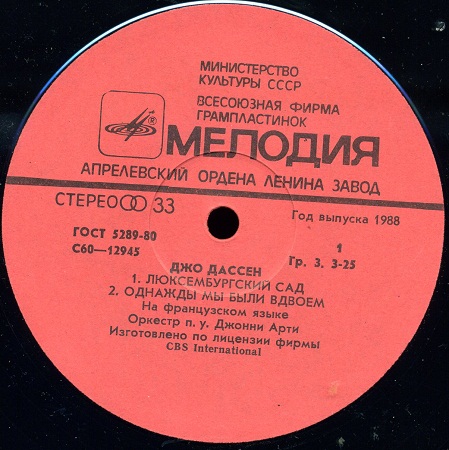 МИНИСТЕРСТВО
КУЛЬТУРЫ СССР
ВСЕСОЮЗНАЯ ФИРМА
ГРАМПЛАСТИНОК
®
МЕЛОДИЯ
АПРЕЛЕВСКИЙ ОРДЕНА ЛЕНИНА ЗАВОД
СТЕРЕО 33
Год выпуска 1988
ГОСТ 5289-80
С60—12945
1
Гр. 3. 3-25
ДЖО ДАССЕН
1. ЛЮКСЕМБУРГСКИЙ САД
2. ОДНАЖДЫ МЫ БЫЛИ ВДВОЕМ
На французском языке
Оркестр п. у. Джонни Арти
Изготовлено по лицензии фирмы
CBS International